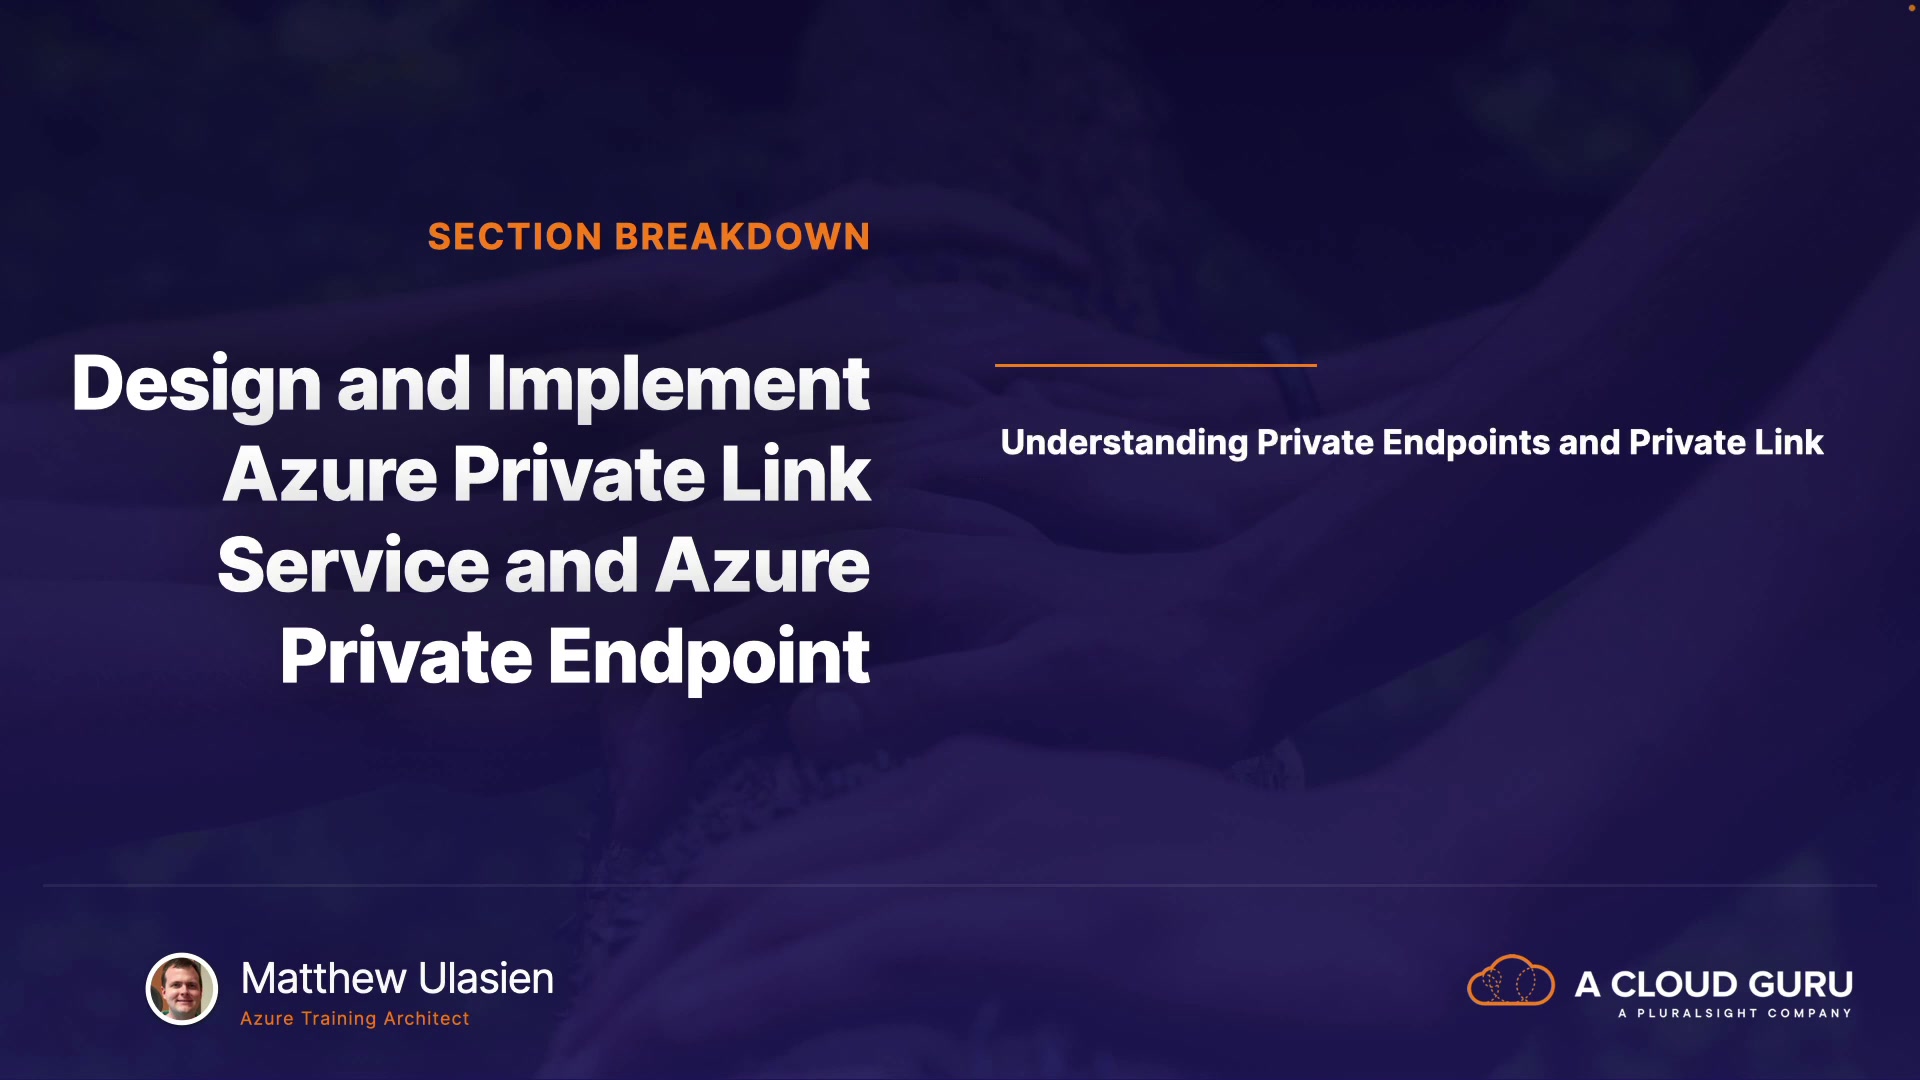 SECTION BREAKDOWN
Design and Implement
Azure Private Link
Service and Azure
Private Endpoint
Understanding Private Endpoints and Private Link
Matthew Ulasien
Azure Training Architect
A CLOUD GURU
A PLURALSIGHT COMPANY